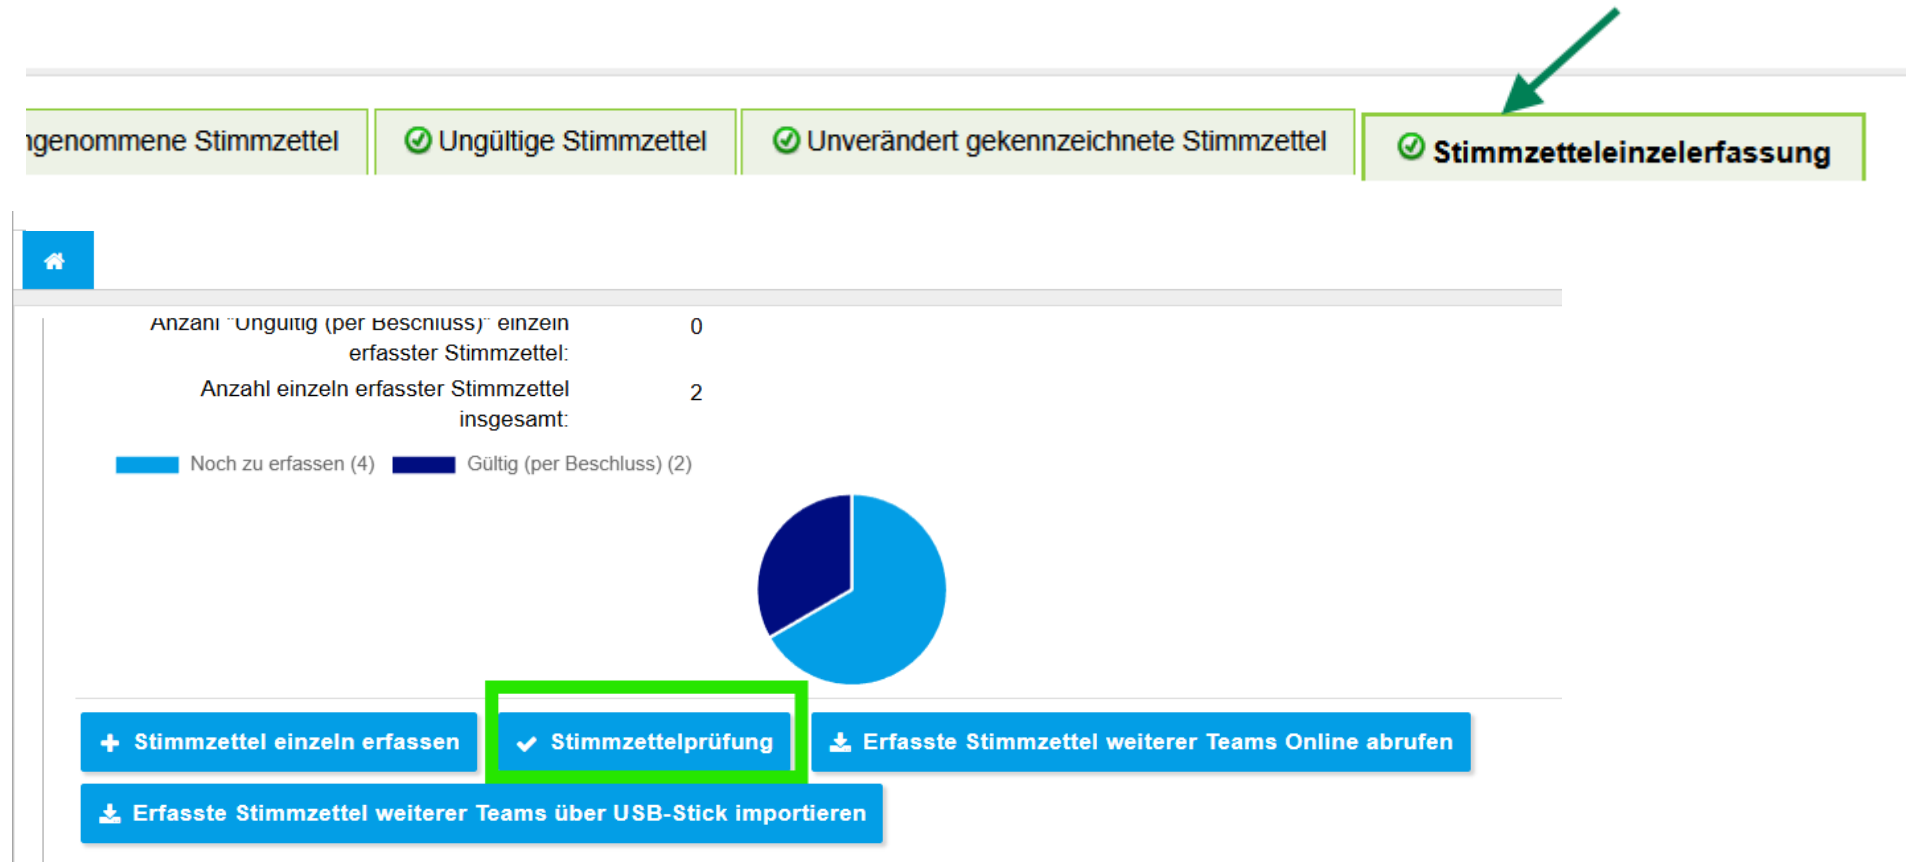 ngenommene Stimmzettel
Ungültige Stimmzettel
Unverändert gekennzeichnete Stimmzettel
Stimmzetteleinzelerfassung
Anzahl "Ungültig (per Beschluss)" einzeln
erfasster Stimmzettel:
0
Anzahl einzeln erfasster Stimmzettel
insgesamt:
2
Noch zu erfassen (4)
Gültig (per Beschluss) (2)
Stimmzettel einzeln erfassen
Stimmzettelprüfung
Erfasste Stimmzettel weiterer Teams Online abrufen
Erfasste Stimmzettel weiterer Teams über USB-Stick importieren